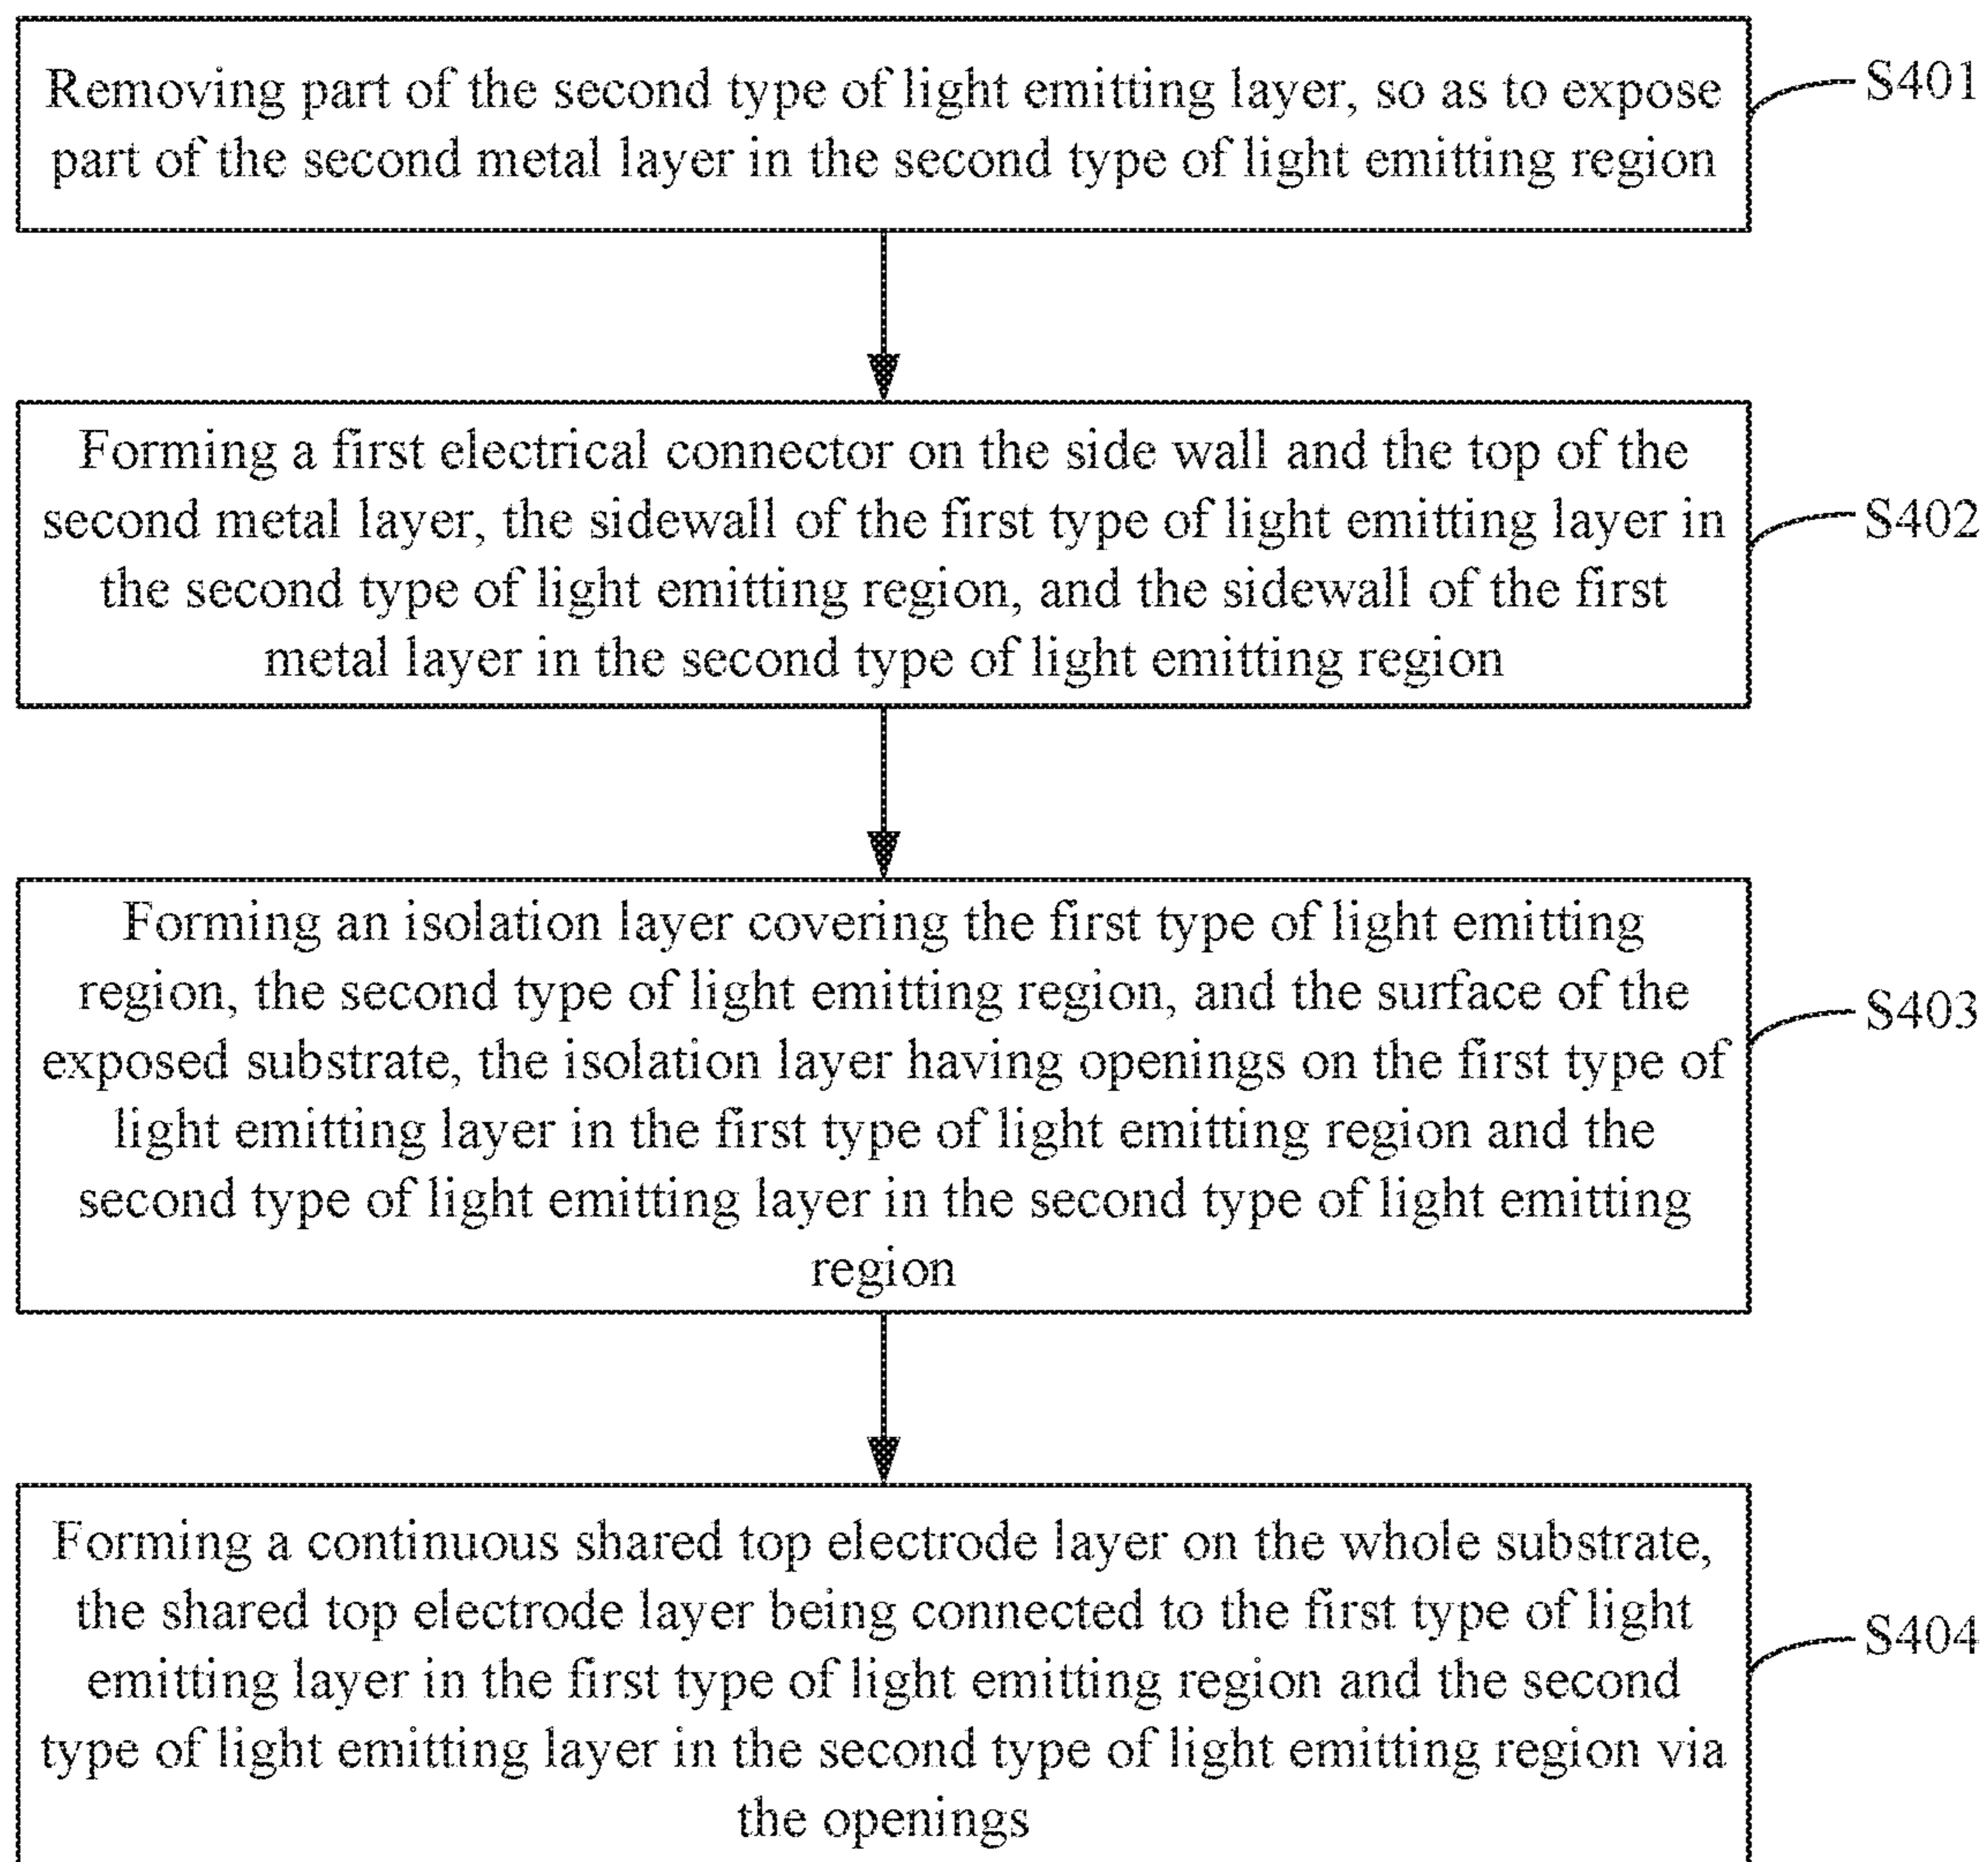 Removing part of the second type of light emitting layer, so as to expose
part of the second metal layer in the second type of light emitting region
S401
Forming a first electrical connector on the side wall and the top of the
second metal layer, the sidewall of the first type of light emitting layer in
the second type of light emitting region, and the sidewall of the first
metal layer in the second type of light emitting region
S402
Forming an isolation layer covering the first type of light emitting
region, the second type of light emitting region, and the surface of the
exposed substrate, the isolation layer having openings on the first type of
light emitting layer in the first type of light emitting region and the
second type of light emitting layer in the second type of light emitting
region
S403
Forming a continuous shared top electrode layer on the whole substrate,
the shared top electrode layer being connected to the first type of light
emitting layer in the first type of light emitting region and the second
type of light emitting layer in the second type of light emitting region via
the openings
S404